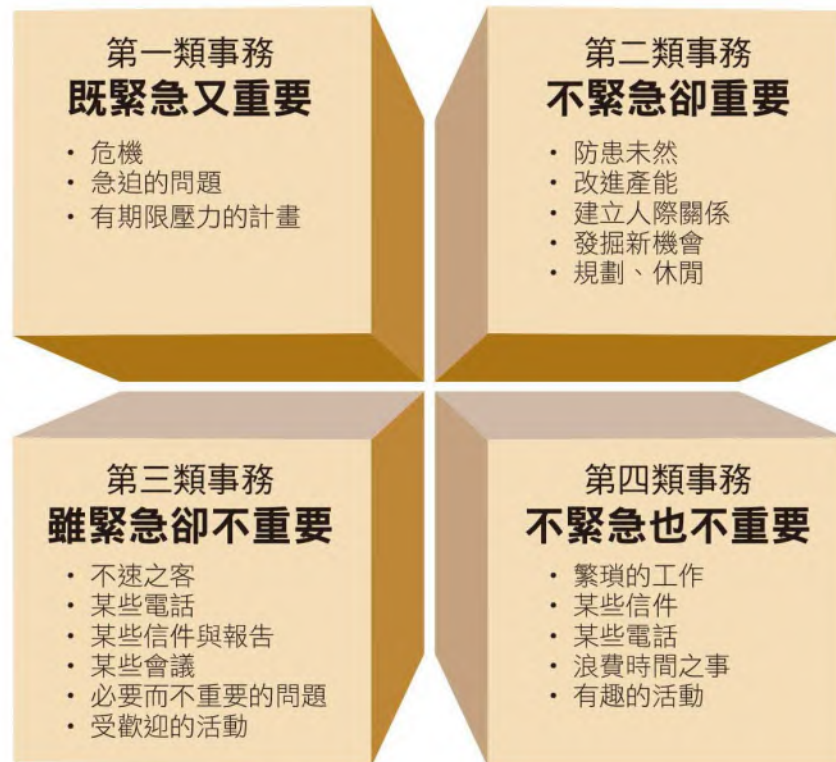 第一類事務
既緊急又重要
・危機
・急迫的問題
・有期限壓力的計畫
第二類事務
不緊急卻重要
・防患未然
・改進產能
・建立人際關係
・發掘新機會
・規劃、休閒
第三類事務
雖緊急卻不重要
・不速之客
・某些電話
・某些信件與報告
・某些會議
・必要而不重要的問題
・受歡迎的活動
第四類事務
不緊急也不重要
・繁瑣的工作
・某些信件
・某些電話
・浪費時間之事
・有趣的活動